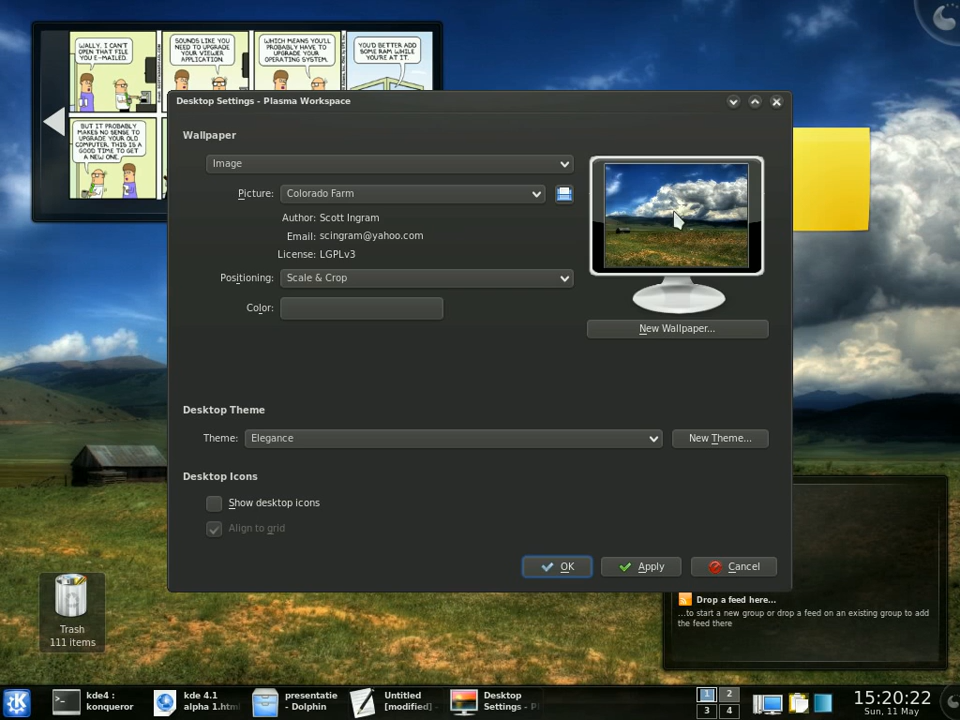 WALLY, I CAN'T
OPEN THAT FILE
YOU E-MAILED.
SOUNDS LIKE YOU
NEED TO UPGRADE
YOUR VIEWER
APPLICATION.
WHICH MEANS YOU'LL
PROBABLY HAVE TO
UPGRADE YOUR
OPERATING SYSTEM.
YOU'D BETTER ADD
SOME RAM WHILE
YOU'RE AT IT.
BUT IT PROBABLY
MAKES NO SENSE TO
UPGRADE YOUR OLD
COMPUTER. THIS IS A
GOOD TIME TO GET
A NEW ONE.
Desktop Settings - Plasma Workspace
Wallpaper
Image
Picture: Colorado Farm
Author: Scott Ingram
Email: scingram@yahoo.com
License: LGPLv3
Positioning: Scale & Crop
Color:
New Wallpaper...
Desktop Theme
Theme: Elegance New Theme...
Desktop Icons
Show desktop icons
Align to grid
OK Apply Cancel
Drop a feed here...
...to start a new group or drop a feed on an existing group to add
the feed there
Trash
111 items
kde4 :
konqueror
kde 4.1
alpha 1.html
presentatie
- Dolphin
Untitled
[modified] -
Desktop
Settings - Pl
1 2
3 4
15:20:22
Sun, 11 May